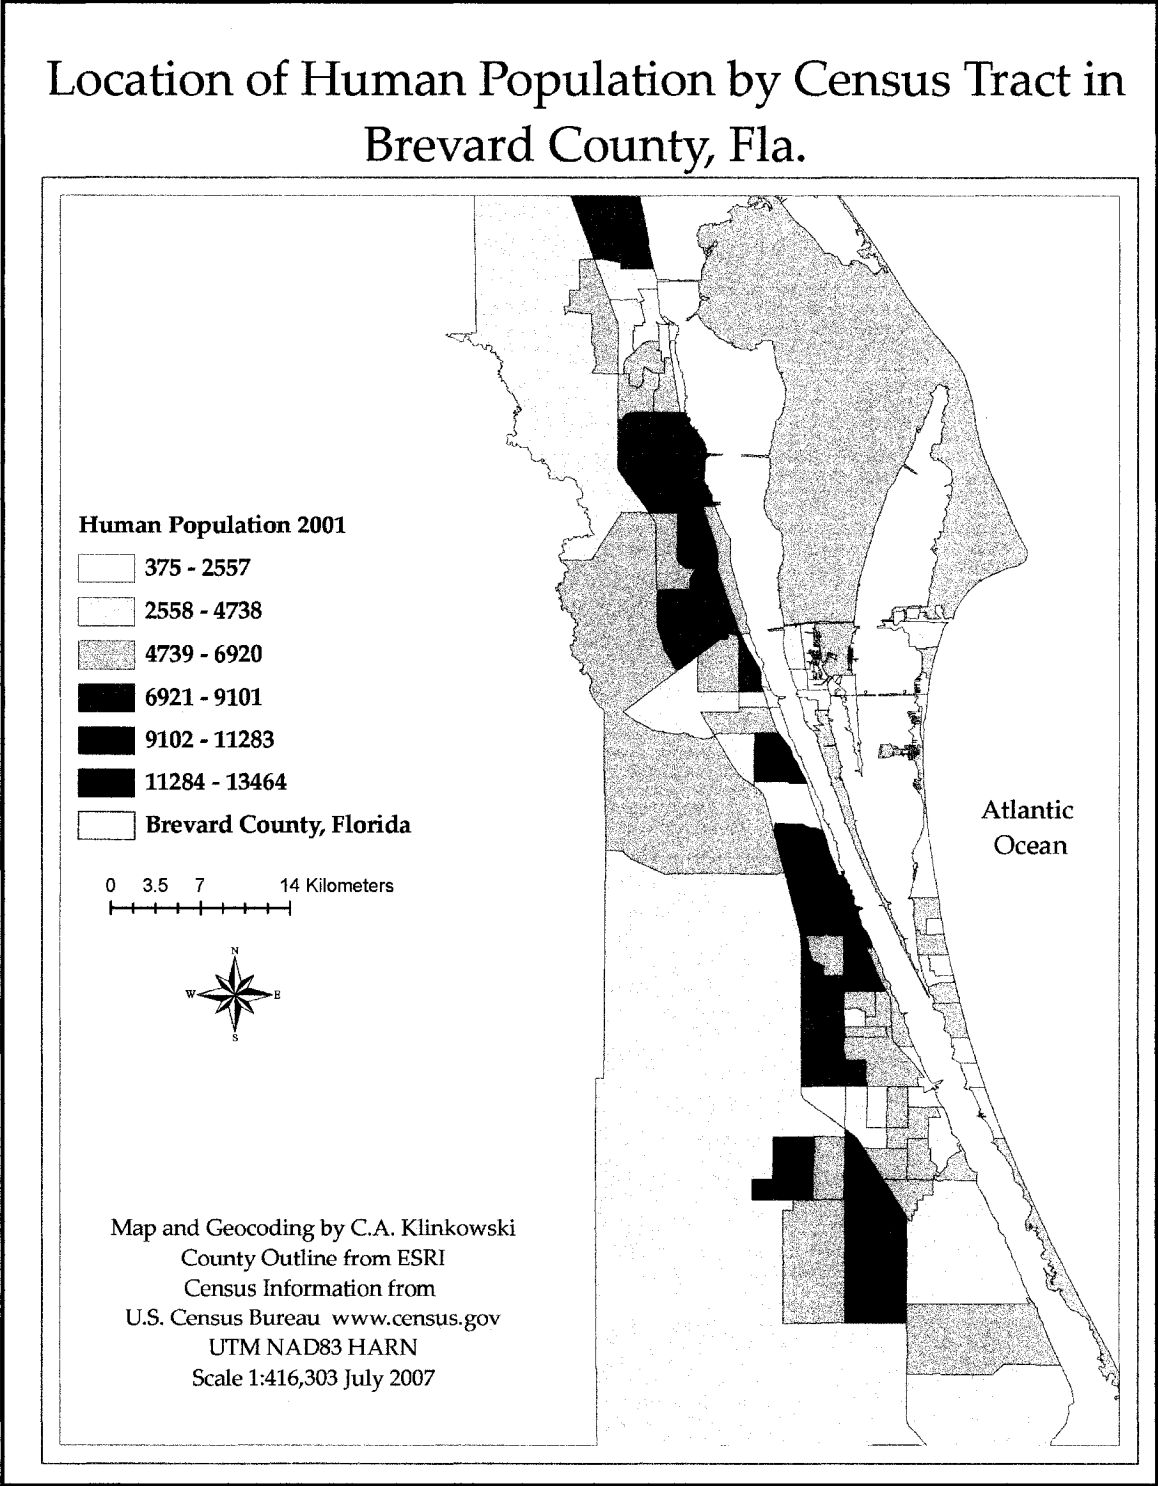 Location of Human Population by Census Tract in
Brevard County, Fla.
Human Population 2001
375 - 2557
2558 - 4738
4739 - 6920
6921 - 9101
9102 - 11283
11284 - 13464
Brevard County, Florida
0 3.5 7 14 Kilometers
N
W E
S
Atlantic
Ocean
Map and Geocoding by C.A. Klinkowski
County Outline from ESRI
Census Information from
U.S. Census Bureau www.census.gov
UTM NAD83 HARN
Scale 1:416,303 July 2007